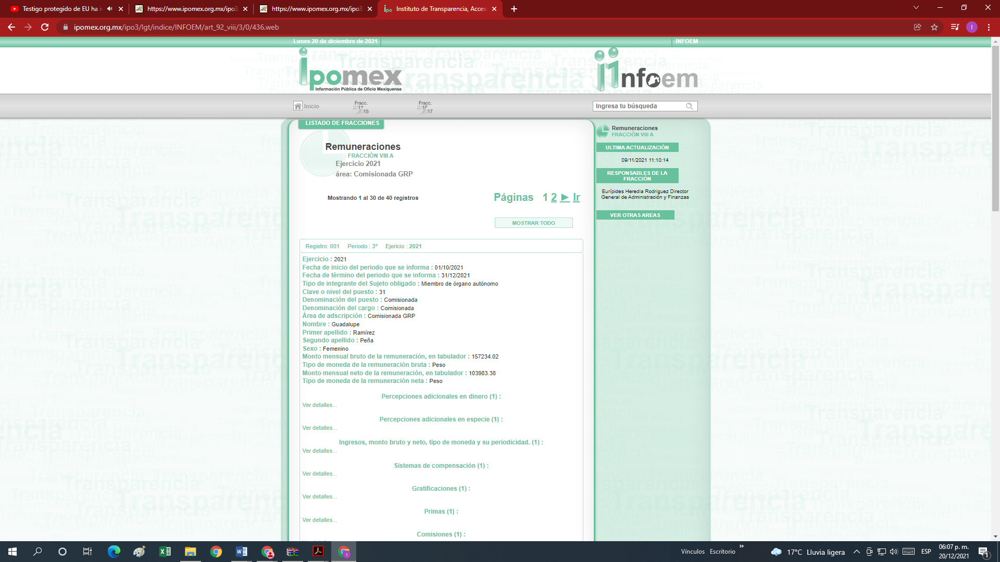 Testigo protegido de EU ha i
https://www.ipomex.org.mx/ipo3
https://www.ipomex.org.mx/ipo3
Instituto de Transparencia, Acces
ipomex.org.mx/ipo3/lgt/indice/INFOEM/art_92_viii/3/0/436.web
Lunes 20 de diciembre de 2021
INFOEM
ipomex
Información Pública de Oficio Mexiquense
infoem
Inicio
Fracc.
2015
Fracc.
2017
Ingresa tu búsqueda
LISTADO DE FRACCIONES
Remuneraciones
FRACCIÓN VIII A
Ejercicio 2021
área: Comisionada GRP
Mostrando 1 al 30 de 40 registros
Páginas 1 2 ► Ir
MOSTRAR TODO
Registro: 001 Periodo : 3º Ejericio : 2021
Ejercicio : 2021
Fecha de inicio del periodo que se informa : 01/10/2021
Fecha de término del periodo que se informa : 31/12/2021
Tipo de integrante del Sujeto obligado : Miembro de órgano autónomo
Clave o nivel del puesto : 31
Denominación del puesto : Comisionada
Denominación del cargo : Comisionada
Área de adscripción : Comisionada GRP
Nombre : Guadalupe
Primer apellido : Ramírez
Segundo apellido : Peña
Sexo : Femenino
Monto mensual bruto de la remuneración, en tabulador : 157234.02
Tipo de moneda de la remuneración bruta : Peso
Monto mensual neto de la remuneración, en tabulador : 103983.38
Tipo de moneda de la remuneración neta : Peso
Percepciones adicionales en dinero (1) :
Ver detalles...
Percepciones adicionales en especie (1) :
Ver detalles...
Ingresos, monto bruto y neto, tipo de moneda y su periodicidad. (1) :
Ver detalles...
Sistemas de compensación (1) :
Ver detalles...
Gratificaciones (1) :
Ver detalles...
Primas (1) :
Ver detalles...
Comisiones (1) :
Remuneraciones
FRACCIÓN VIII A
ULTIMA ACTUALIZACIÓN
09/11/2021 11:10:14
RESPONSABLES DE LA
FRACCIÓN
Eurípides Heredia Rodriguez Director
General de Administración y Finanzas
VER OTRAS AREAS
Vínculos Escritorio
17°C Lluvia ligera
ESP
06:07 p. m.
20/12/2021
1